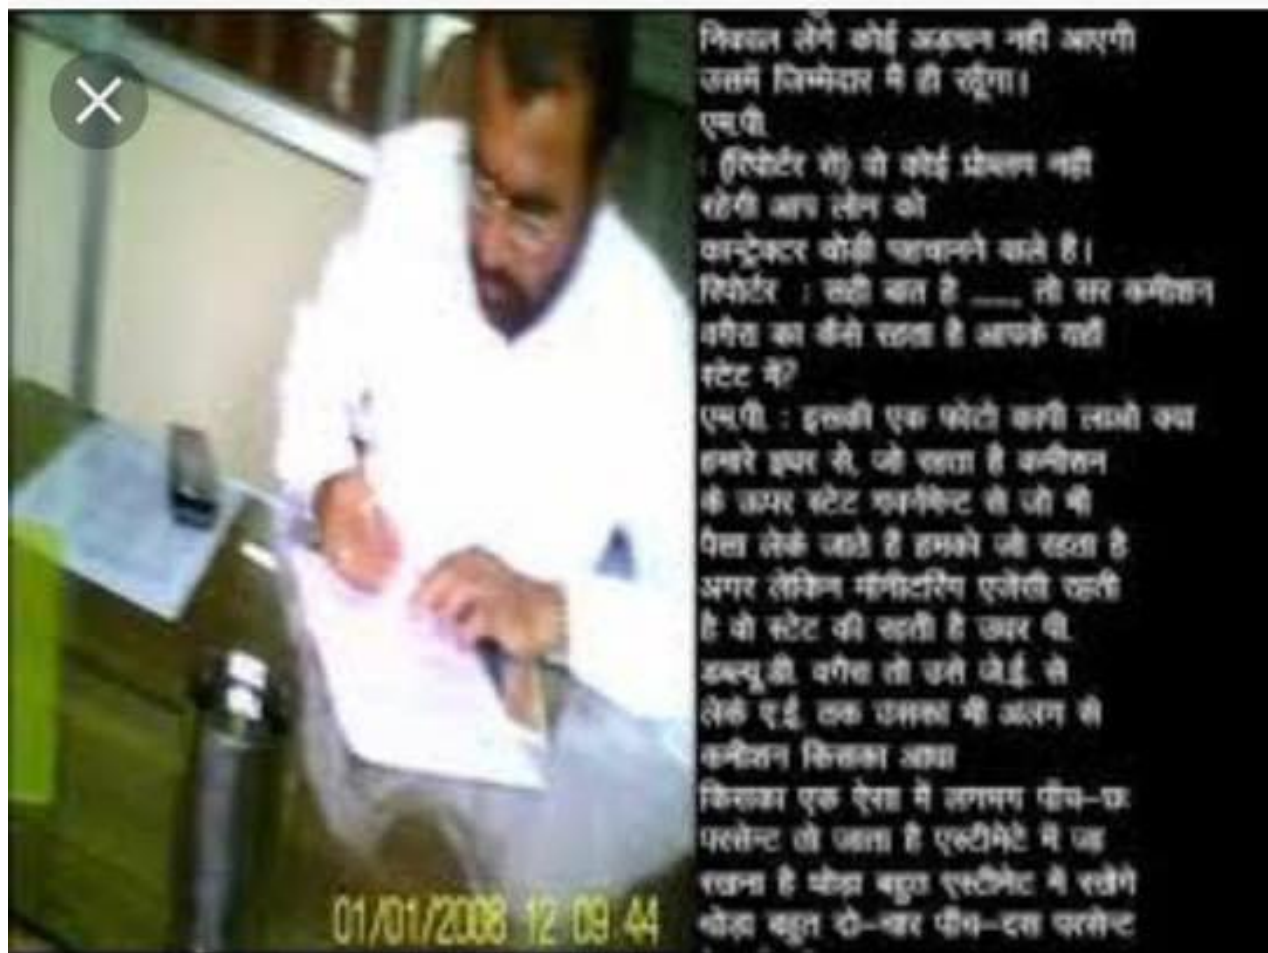 निकाल लेंगे कोई अड़चन नहीं आएगी
उसमें जिम्मेदार मैं ही रहूँगा।
एम.पी.
: (रिपोर्टर से) वो कोई प्रोब्लम नहीं
रहेगी आप लोग को
कान्ट्रेक्टर थोड़ी पहचानने वाले है।
रिपोर्टर : सही बात है ......, तो सर कमीशन
वगैरा का कैसे रहता है आपके यहाँ
स्टेट में?
एम.पी. : इसकी एक फोटो कापी लाओ क्या
हमारे इधर से, जो रहता है कमीशन
के ऊपर स्टेट गवर्नमेन्ट से जो भी
पैसा लेके जाते हैं हमको जो रहता है
अगर लेकिन मॉनीटरिंग एजेंसी रहती
है वो स्टेट की रहती है उधर पी.
डब्ल्यू.डी. वगैरा तो उसे जे.ई. से
लेके ए.ई. तक उसका भी अलग से
कमीशन किसका आधा
किसका एक ऐसा में लगभग पाँच-छः
परसेन्ट तो जाता है एस्टीमेटे में जह
रखना है थोड़ा बहुत एस्टीमेट में रखेंगे
थोड़ा बहुत दो-चार पाँच-दस परसेन्ट
01/01/2008 12:09:44